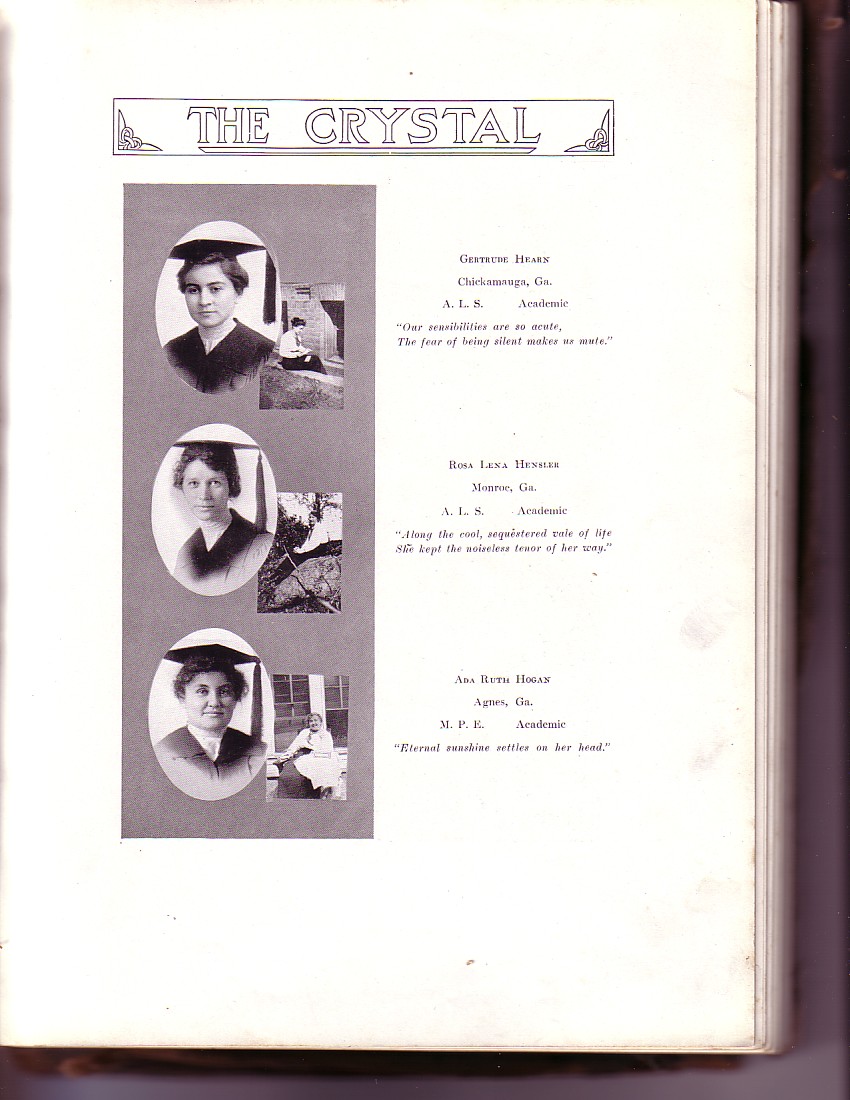 THE CRYSTAL
GERTRUDE HEARN
Chickamauga, Ga.
A. L. S. Academic
"Our sensibilities are so acute,
The fear of being silent makes us mute."
ROSA LENA HENSLER
Monroe, Ga.
A. L. S. Academic
"Along the cool, sequestered vale of life
She kept the noiseless tenor of her way."
ADA RUTH HOGAN
Agnes, Ga.
M. P. E. Academic
"Eternal sunshine settles on her head."